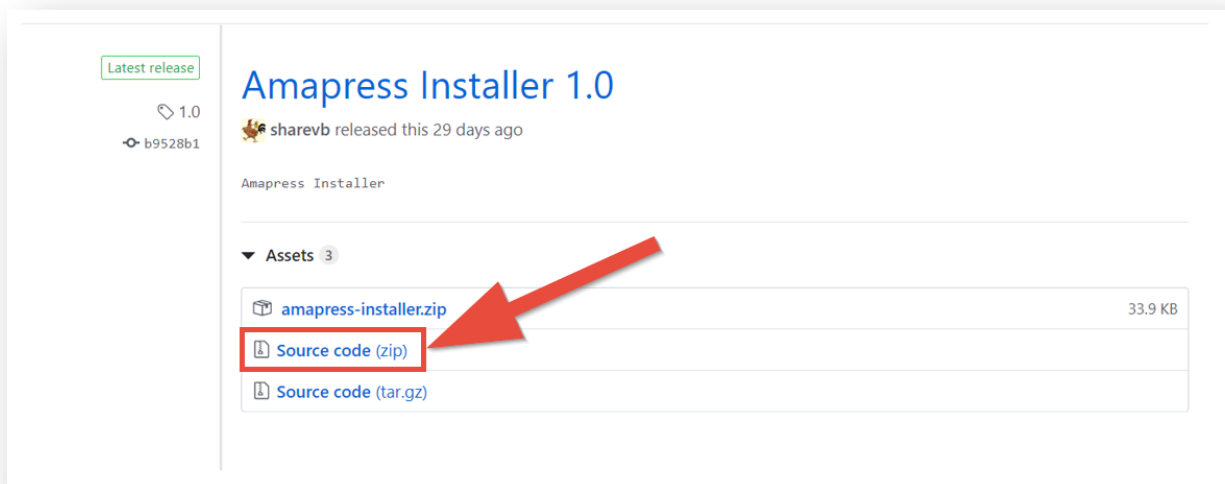 Latest release
1.0
b9528b1
Amapress Installer 1.0
sharevb released this 29 days ago
Amapress Installer
Assets 3
amapress-installer.zip 33.9 KB
Source code (zip)
Source code (tar.gz)